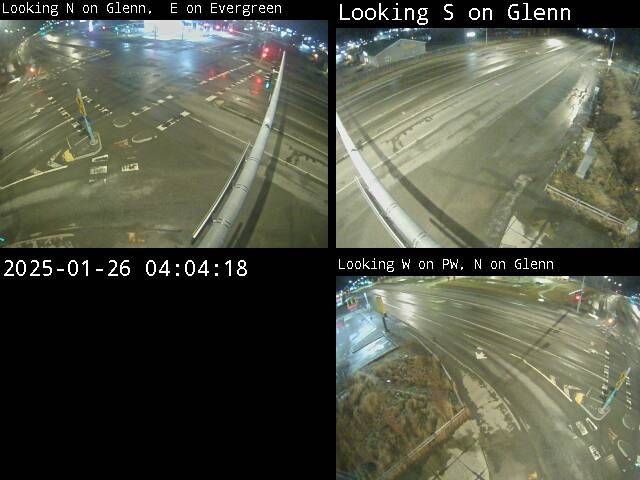 Looking N on Glenn, E on Evergreen
Looking S on Glenn
2025-01-26 04:04:18
Looking W on PW, N on Glenn